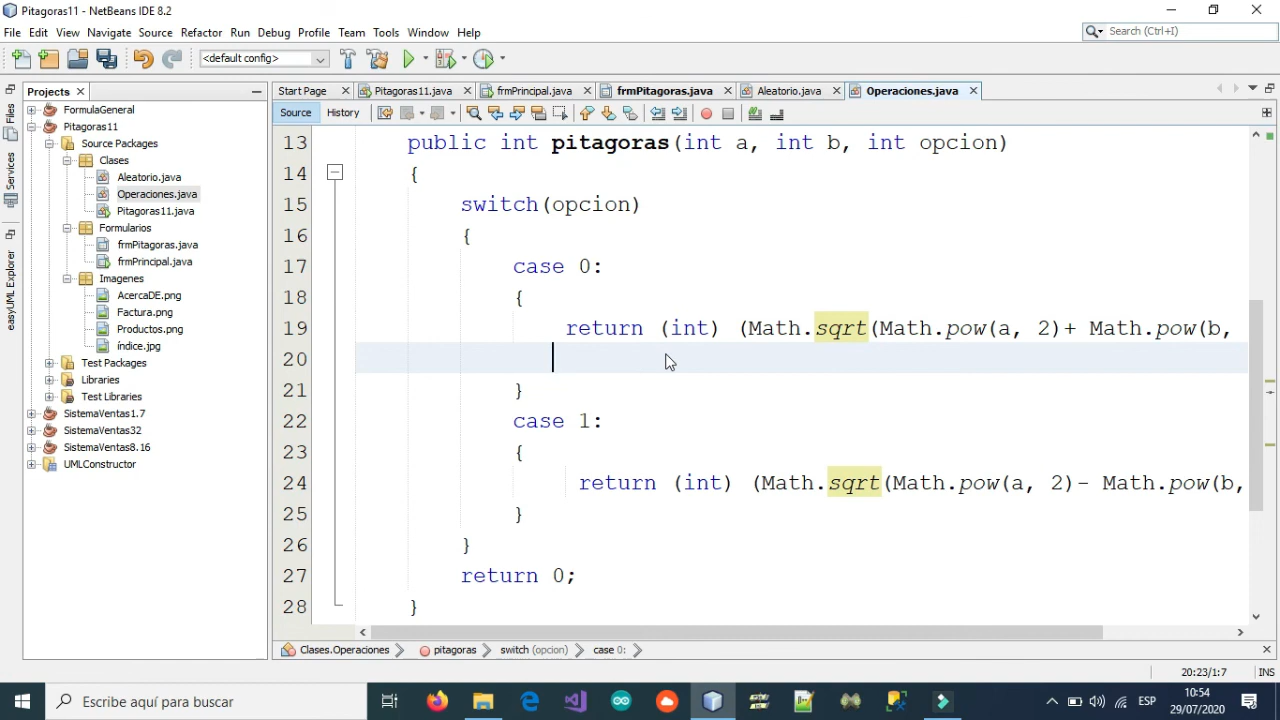 Pitagoras11 - NetBeans IDE 8.2
File Edit View Navigate Source Refactor Run Debug Profile Team Tools Window Help
Search (Ctrl+I)
<default config>
Projects
Start Page Pitagoras11.java frmPrincipal.java frmPitagoras.java Aleatorio.java Operaciones.java
Source History
Files
Services
easyUML Explorer
FormulaGeneral
Pitagoras11
Source Packages
Clases
Aleatorio.java
Operaciones.java
Pitagoras11.java
Formularios
frmPitagoras.java
frmPrincipal.java
Imagenes
AcercaDE.png
Factura.png
Productos.png
índice.jpg
Test Packages
Libraries
Test Libraries
SistemaVentas1.7
SistemaVentas32
SistemaVentas8.16
UMLConstructor
13 public int pitagoras(int a, int b, int opcion)
14 {
15 switch(opcion)
16 {
17 case 0:
18 {
19 return (int) (Math.sqrt(Math.pow(a, 2)+ Math.pow(b,
20
21 }
22 case 1:
23 {
24 return (int) (Math.sqrt(Math.pow(a, 2)- Math.pow(b,
25 }
26 }
27 return 0;
28 }
Clases.Operaciones pitagoras switch (opcion) case 0:
20:23/1:7 INS
Escribe aquí para buscar
ESP
10:54
29/07/2020